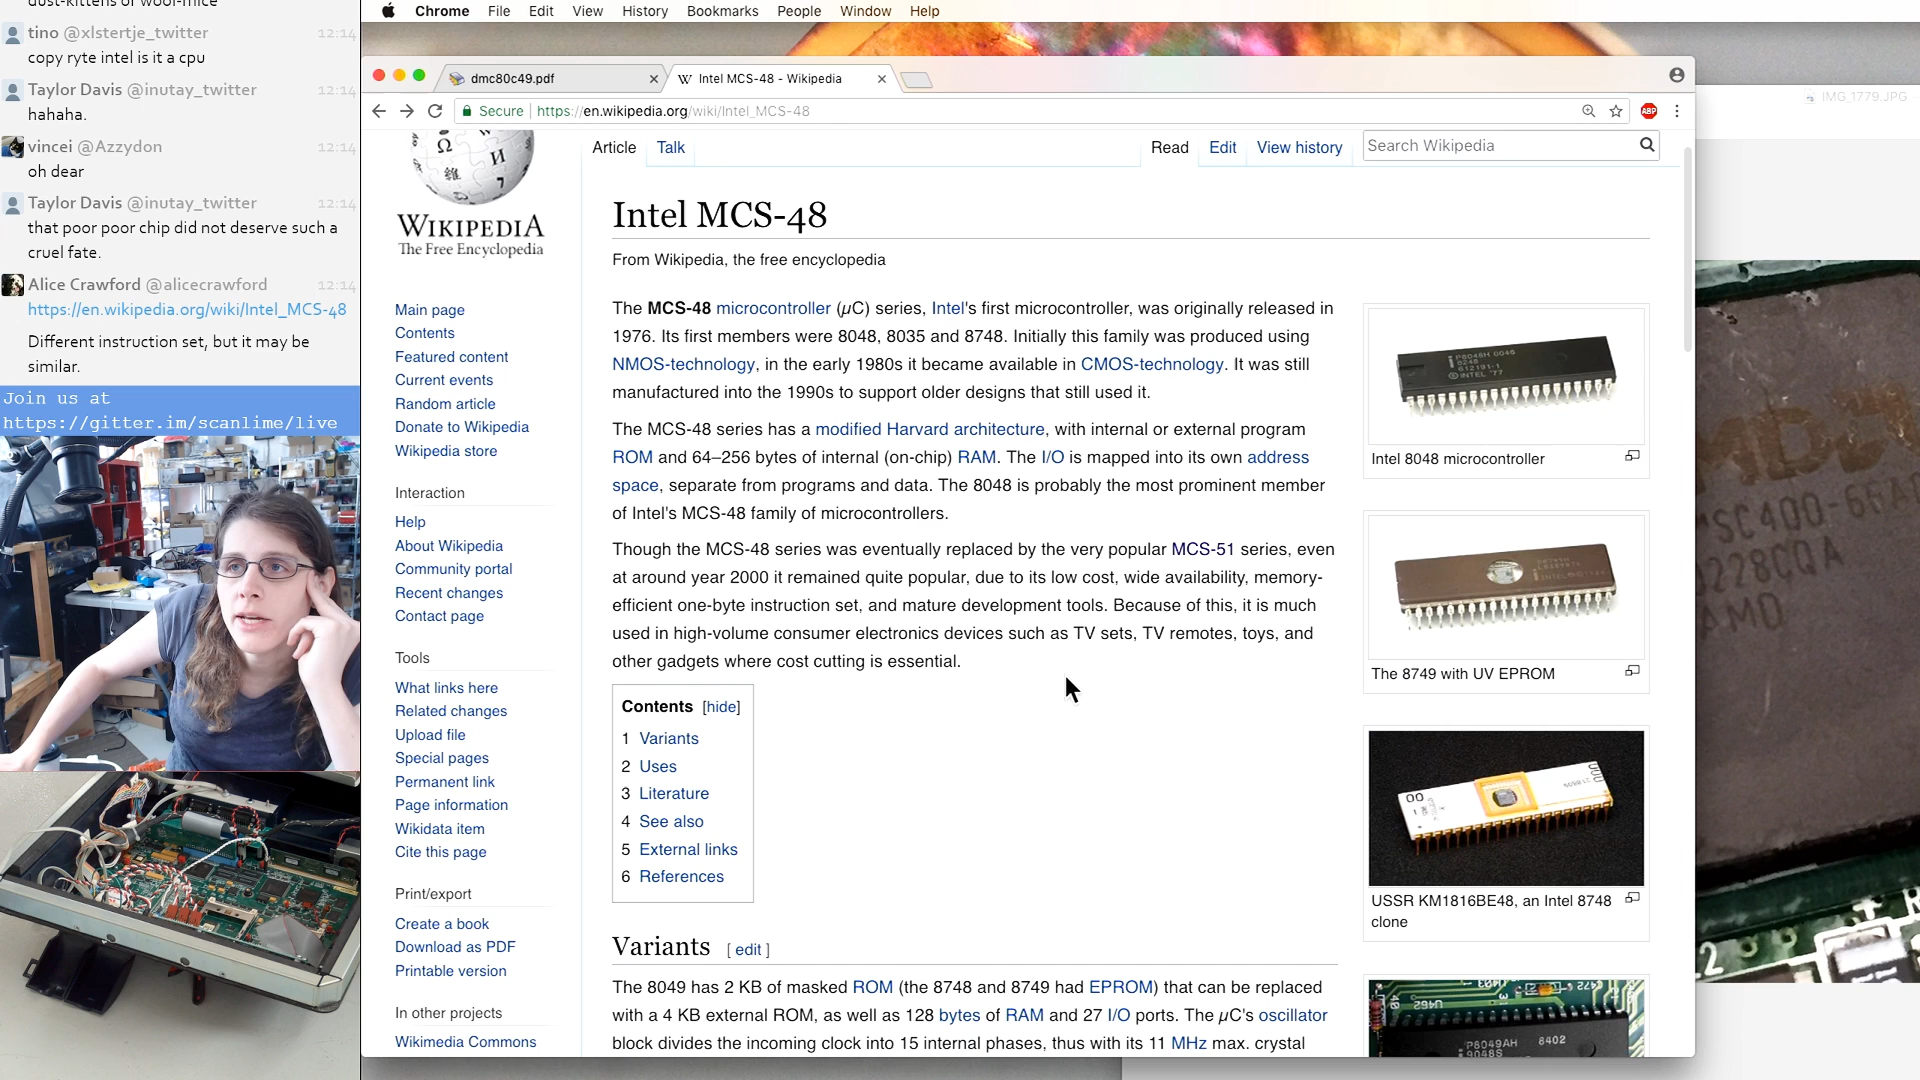 dust-kittens or wool-mice
tino @xlstertje_twitter 12:14
copy ryte intel is it a cpu
Taylor Davis @inutay_twitter 12:14
hahaha.
vincei @Azzydon 12:14
oh dear
Taylor Davis @inutay_twitter 12:14
that poor poor chip did not deserve such a
cruel fate.
Alice Crawford @alicecrawford 12:14
https://en.wikipedia.org/wiki/Intel_MCS-48
Different instruction set, but it may be
similar.
Join us at
https://gitter.im/scanlime/live
Chrome File Edit View History Bookmarks People Window Help
dmc80c49.pdf
Intel MCS-48 - Wikipedia
Secure https://en.wikipedia.org/wiki/Intel_MCS-48
ABP
IMG_1779.JPG
WIKIPEDIA
The Free Encyclopedia
Main page
Contents
Featured content
Current events
Random article
Donate to Wikipedia
Wikipedia store
Interaction
Help
About Wikipedia
Community portal
Recent changes
Contact page
Tools
What links here
Related changes
Upload file
Special pages
Permanent link
Page information
Wikidata item
Cite this page
Print/export
Create a book
Download as PDF
Printable version
In other projects
Wikimedia Commons
Article Talk Read Edit View history Search Wikipedia
Intel MCS-48
From Wikipedia, the free encyclopedia
The MCS-48 microcontroller (µC) series, Intel's first microcontroller, was originally released in
1976. Its first members were 8048, 8035 and 8748. Initially this family was produced using
NMOS-technology, in the early 1980s it became available in CMOS-technology. It was still
manufactured into the 1990s to support older designs that still used it.
The MCS-48 series has a modified Harvard architecture, with internal or external program
ROM and 64–256 bytes of internal (on-chip) RAM. The I/O is mapped into its own address
space, separate from programs and data. The 8048 is probably the most prominent member
of Intel's MCS-48 family of microcontrollers.
Though the MCS-48 series was eventually replaced by the very popular MCS-51 series, even
at around year 2000 it remained quite popular, due to its low cost, wide availability, memory-
efficient one-byte instruction set, and mature development tools. Because of this, it is much
used in high-volume consumer electronics devices such as TV sets, TV remotes, toys, and
other gadgets where cost cutting is essential.
Contents [hide]
1 Variants
2 Uses
3 Literature
4 See also
5 External links
6 References
Variants [ edit ]
The 8049 has 2 KB of masked ROM (the 8748 and 8749 had EPROM) that can be replaced
with a 4 KB external ROM, as well as 128 bytes of RAM and 27 I/O ports. The µC's oscillator
block divides the incoming clock into 15 internal phases, thus with its 11 MHz max. crystal
Intel 8048 microcontroller
The 8749 with UV EPROM
USSR KM1816BE48, an Intel 8748
clone
P8049AH 8402
AMD